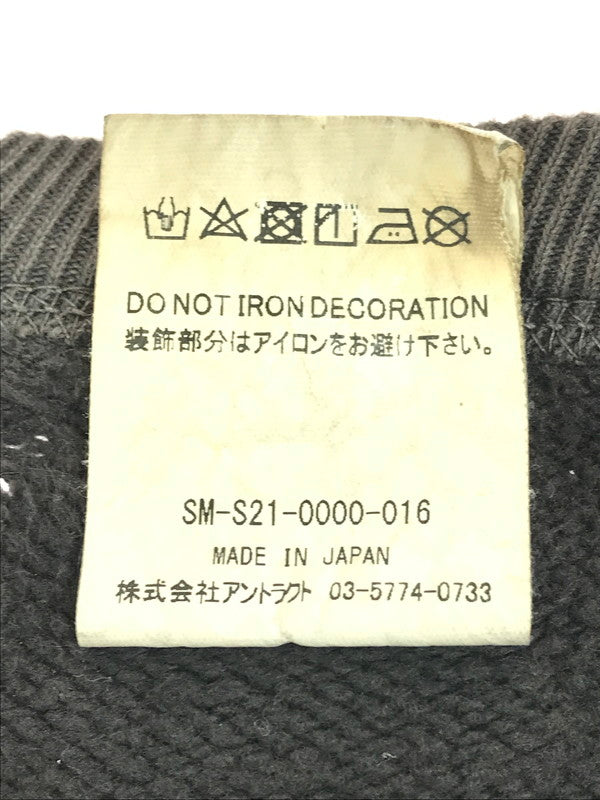 DO NOT IRON DECORATION
装飾部分はアイロンをお避け下さい。
SM-S21-0000-016
MADE IN JAPAN
株式会社アントラクト 03-5774-0733